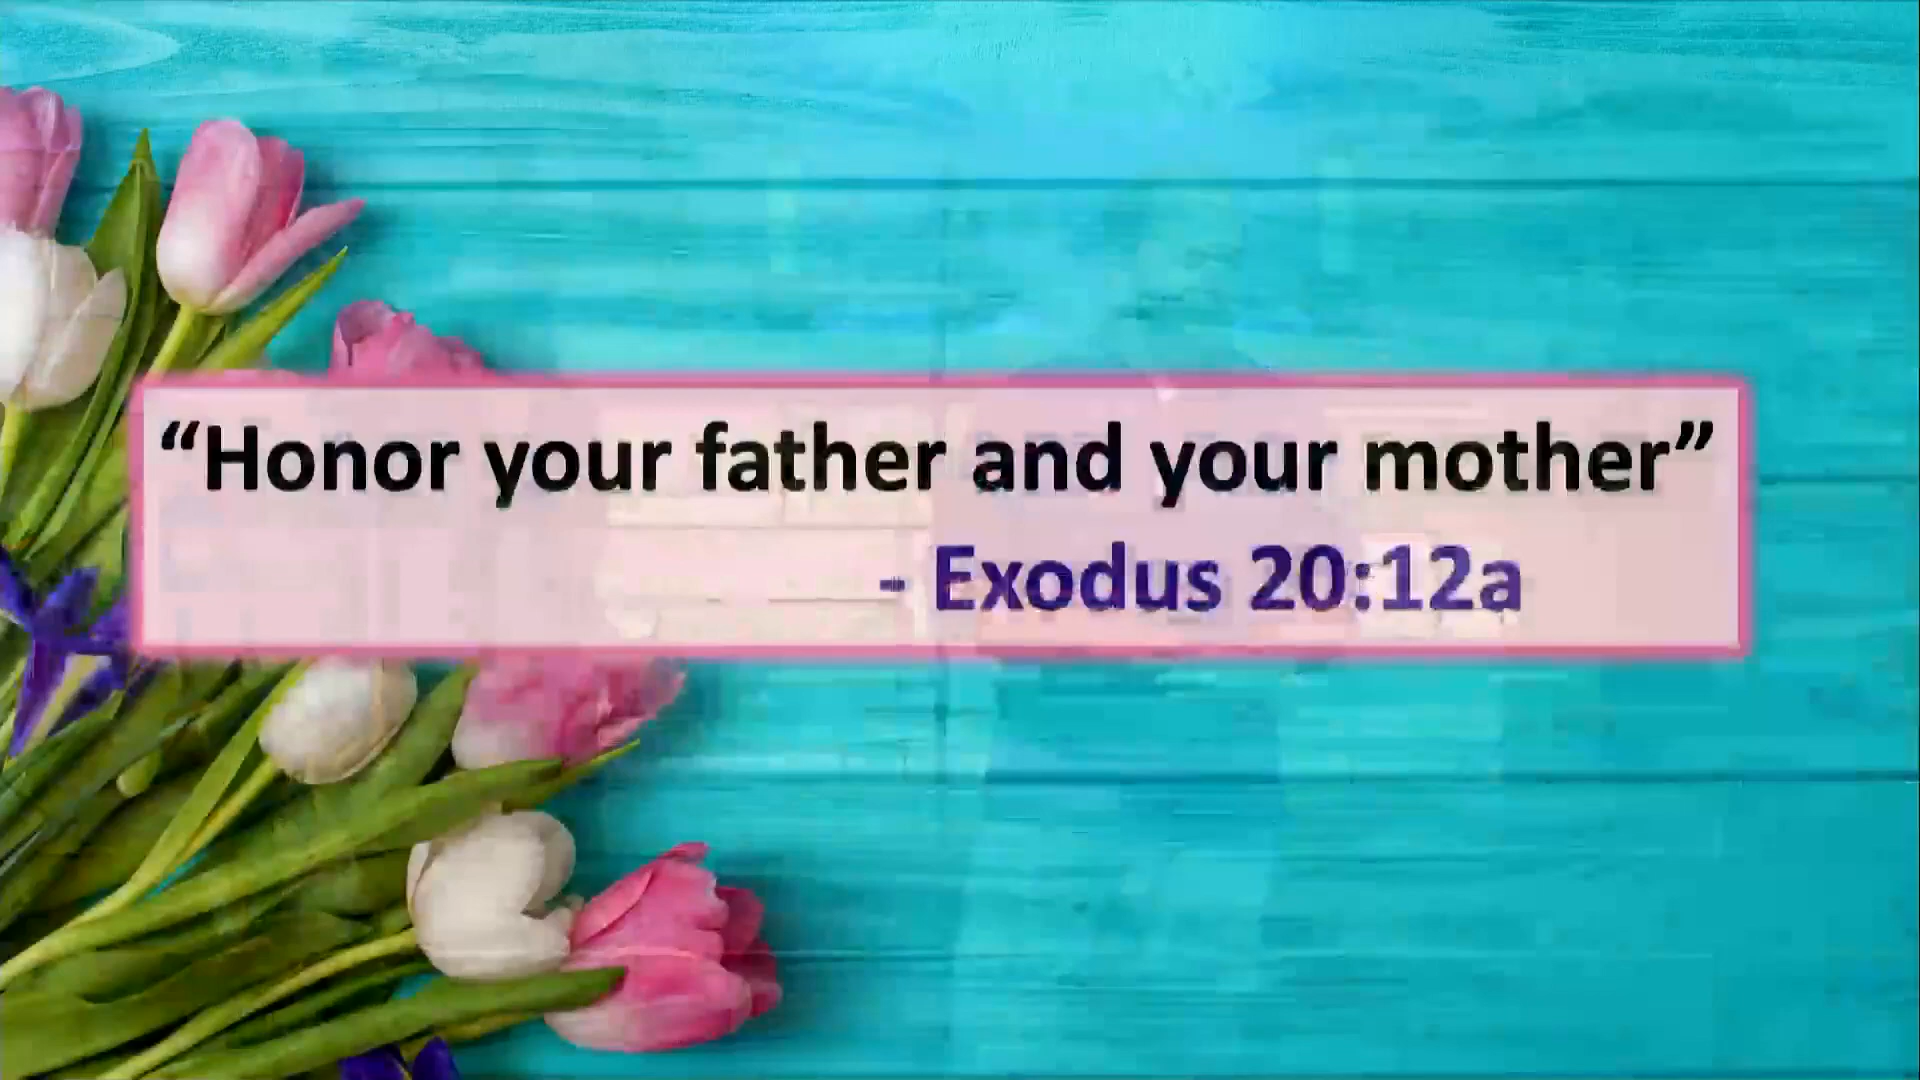 “Honor your father and your mother”
- Exodus 20:12a